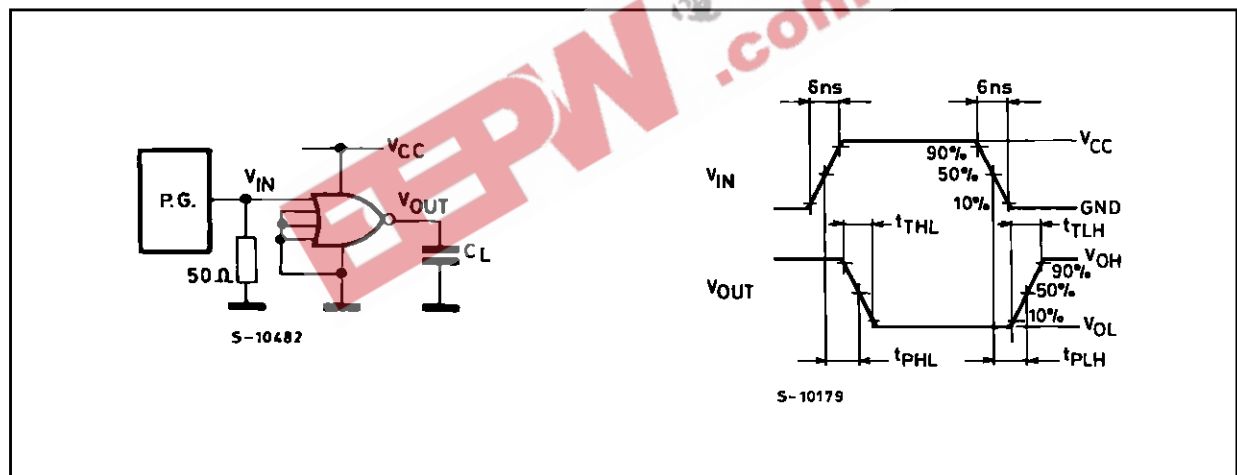 EEPW.com
P.G.
VIN
VCC
VOUT
50Ω
CL
S-10482
6ns
6ns
VIN
VCC
90%
50%
10%
GND
tTHL
tTLH
VOUT
VOH
90%
50%
10%
VOL
tPHL
tPLH
S-10179